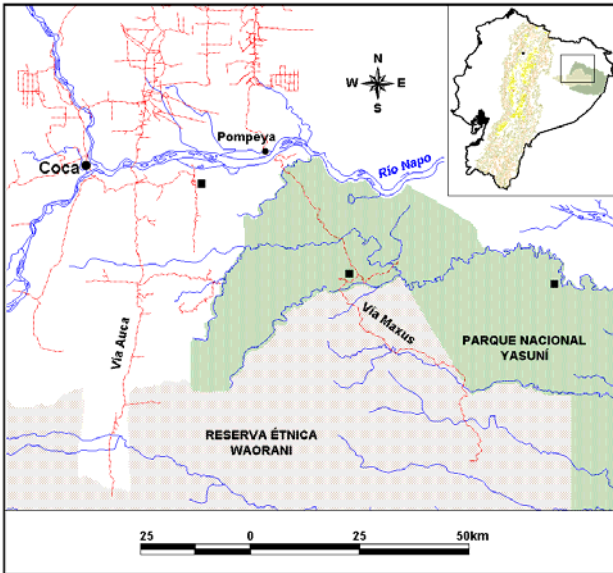 N
W E
S
Pompeya
Coca
Río Napo
Vía Auca
Vía Maxus
PARQUE NACIONAL
YASUNÍ
RESERVA ÉTNICA
WAORANI
25 0 25 50km